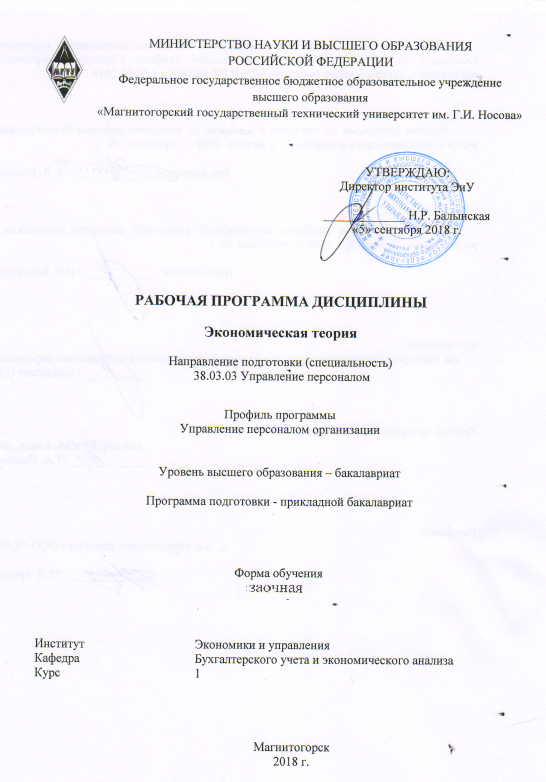 МИНИСТЕРСТВО НАУКИ И ВЫСШЕГО ОБРАЗОВАНИЯ
РОССИЙСКОЙ ФЕДЕРАЦИИ
Федеральное государственное бюджетное образовательное учреждение
высшего образования
«Магнитогорский государственный технический университет им. Г.И. Носова»
УТВЕРЖДАЮ:
Директор института ЭиУ
Н.Р. Балынская
«5» сентября 2018 г.
РАБОЧАЯ ПРОГРАММА ДИСЦИПЛИНЫ
Экономическая теория
Направление подготовки (специальность)
38.03.03 Управление персоналом
Профиль программы
Управление персоналом организации
Уровень высшего образования – бакалавриат
Программа подготовки - прикладной бакалавриат
Форма обучения
заочная
Институт Экономики и управления
Кафедра Бухгалтерского учета и экономического анализа
Курс 1
Магнитогорск
2018 г.